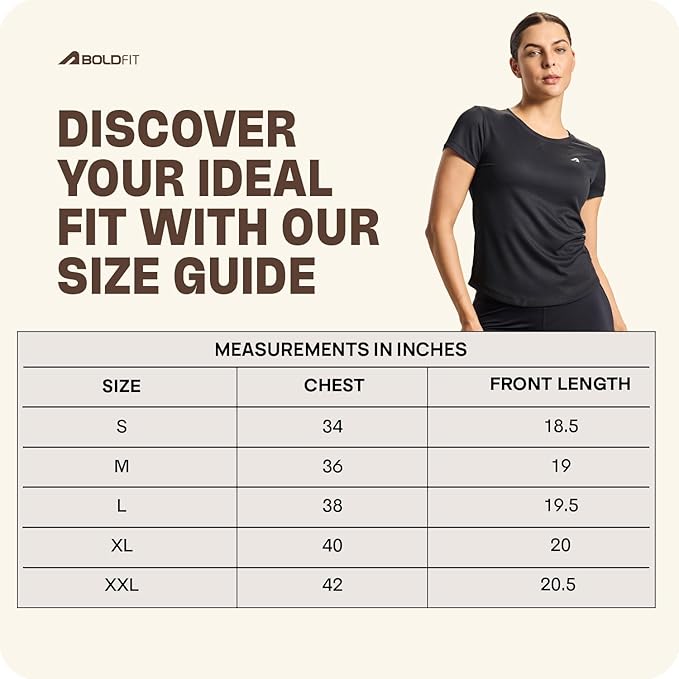 BOLDFIT
DISCOVER
YOUR IDEAL
FIT WITH OUR
SIZE GUIDE
MEASUREMENTS IN INCHES
SIZE CHEST FRONT LENGTH
S 34 18.5
M 36 19
L 38 19.5
XL 40 20
XXL 42 20.5